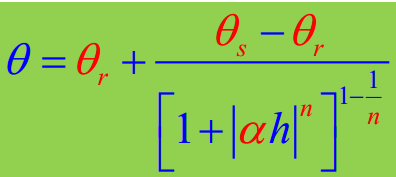 θ = θ_r + (θ_s − θ_r) / [1 + |αh|^n]^(1 − 1/n)